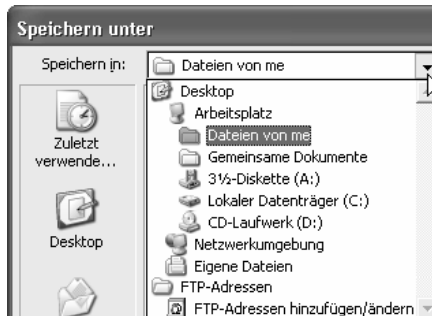 Speichern unter
Speichern in:
Dateien von me
Desktop
Arbeitsplatz
Dateien von me
Gemeinsame Dokumente
3½-Diskette (A:)
Lokaler Datenträger (C:)
CD-Laufwerk (D:)
Netzwerkumgebung
Eigene Dateien
FTP-Adressen
FTP-Adressen hinzufügen/ändern
Zuletzt
verwende...
Desktop